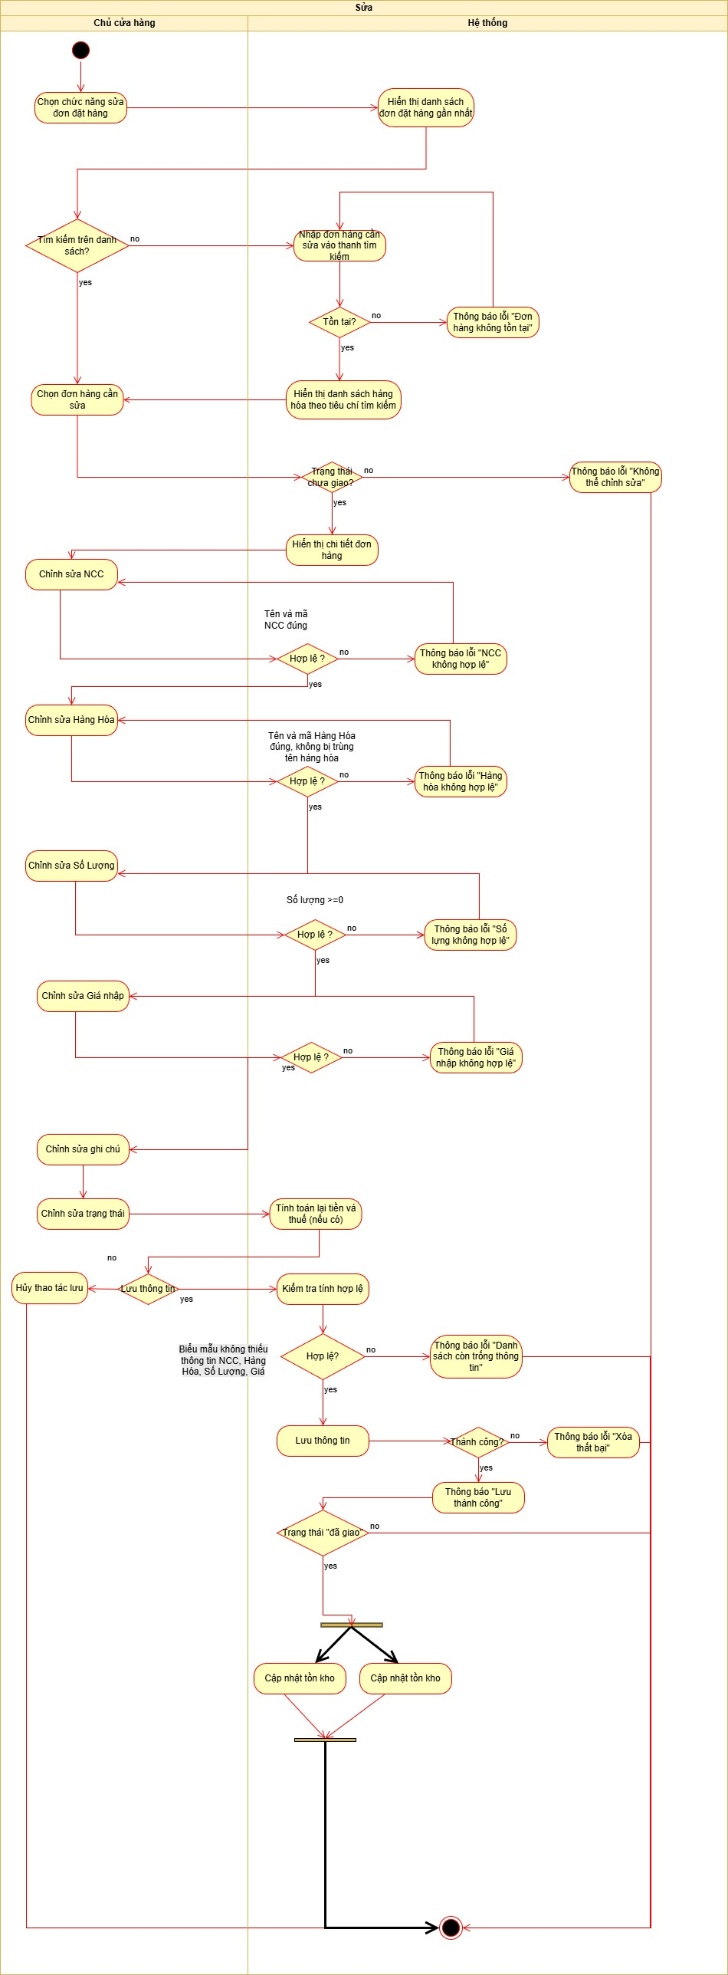 Sửa
Chủ cửa hàng
Hệ thống
Chọn chức năng sửa
đơn đặt hàng
Hiển thị danh sách
đơn đặt hàng gần nhất
Tìm kiếm trên danh
sách?
no
yes
Nhập đơn hàng cần
sửa vào thanh tìm
kiếm
Tồn tại?
no
yes
Thông báo lỗi "Đơn
hàng không tồn tại"
Chọn đơn hàng cần
sửa
Hiển thị danh sách hàng
hóa theo tiêu chí tìm kiếm
Trạng thái
chưa giao?
no
yes
Thông báo lỗi "Không
thể chỉnh sửa"
Hiển thị chi tiết đơn
hàng
Chỉnh sửa NCC
Tên và mã
NCC đúng
Hợp lệ ?
no
yes
Thông báo lỗi "NCC
không hợp lệ"
Chỉnh sửa Hàng Hóa
Tên và mã Hàng Hóa
đúng, không bị trùng
tên hàng hóa
Hợp lệ ?
no
yes
Thông báo lỗi "Hàng
hóa không hợp lệ"
Chỉnh sửa Số Lượng
Số lượng >=0
Hợp lệ ?
no
yes
Thông báo lỗi "Số
lựng không hợp lệ"
Chỉnh sửa Giá nhập
Hợp lệ ?
no
yes
Thông báo lỗi "Giá
nhập không hợp lệ"
Chỉnh sửa ghi chú
Chỉnh sửa trạng thái
Tính toán lại tiền và
thuế (nếu có)
no
Hủy thao tác lưu
Lưu thông tin
yes
Kiểm tra tính hợp lệ
Biểu mẫu không thiếu
thông tin NCC, Hàng
Hóa, Số Lượng, Giá
Hợp lệ?
no
yes
Thông báo lỗi "Danh
sách còn trống thông
tin"
Lưu thông tin
Thành công?
no
yes
Thông báo lỗi "Xóa
thất bại"
Thông báo "Lưu
thành công"
Trạng thái "đã giao"
no
yes
Cập nhật tồn kho
Cập nhật tồn kho